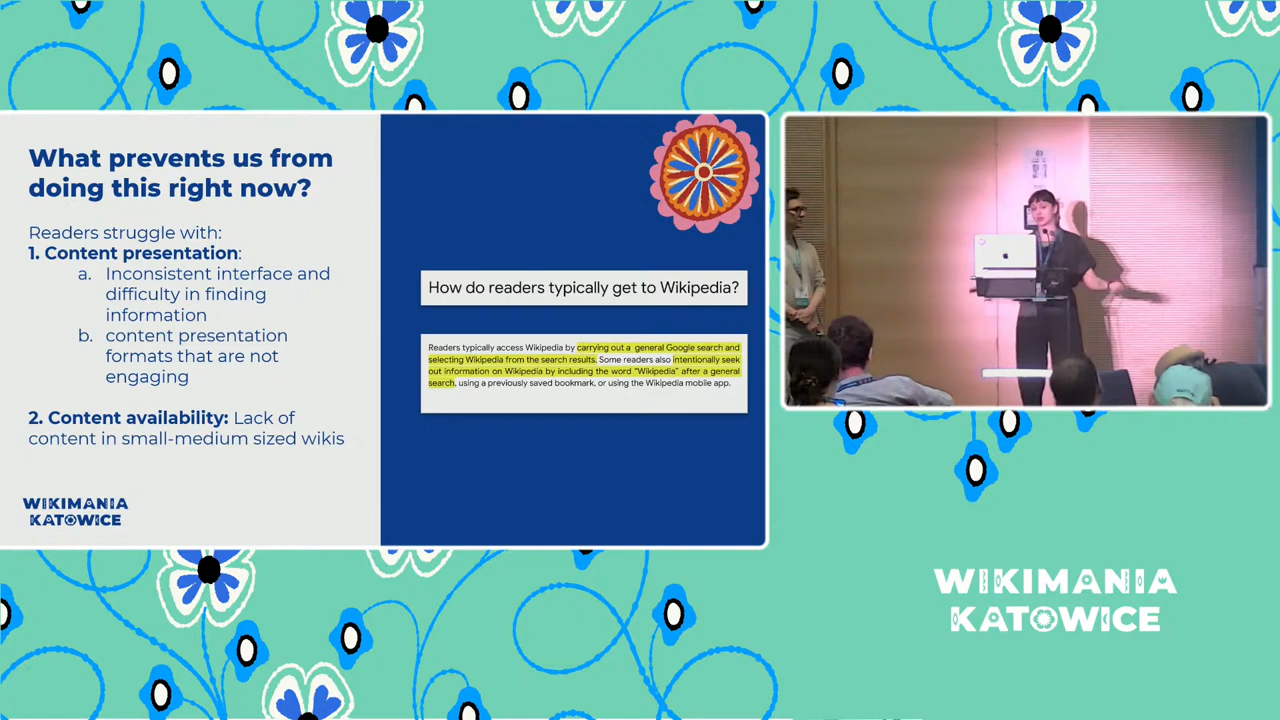 What prevents us from
doing this right now?
Readers struggle with:
1. Content presentation:
a. Inconsistent interface and
difficulty in finding
information
b. content presentation
formats that are not
engaging
2. Content availability: Lack of
content in small-medium sized wikis
WIKIMANIA
KATOWICE
How do readers typically get to Wikipedia?
Readers typically access Wikipedia by carrying out a general Google search and
selecting Wikipedia from the search results. Some readers also intentionally seek
out information on Wikipedia by including the word "Wikipedia" after a general
search, using a previously saved bookmark, or using the Wikipedia mobile app.
WIKIMANIA
KATOWICE